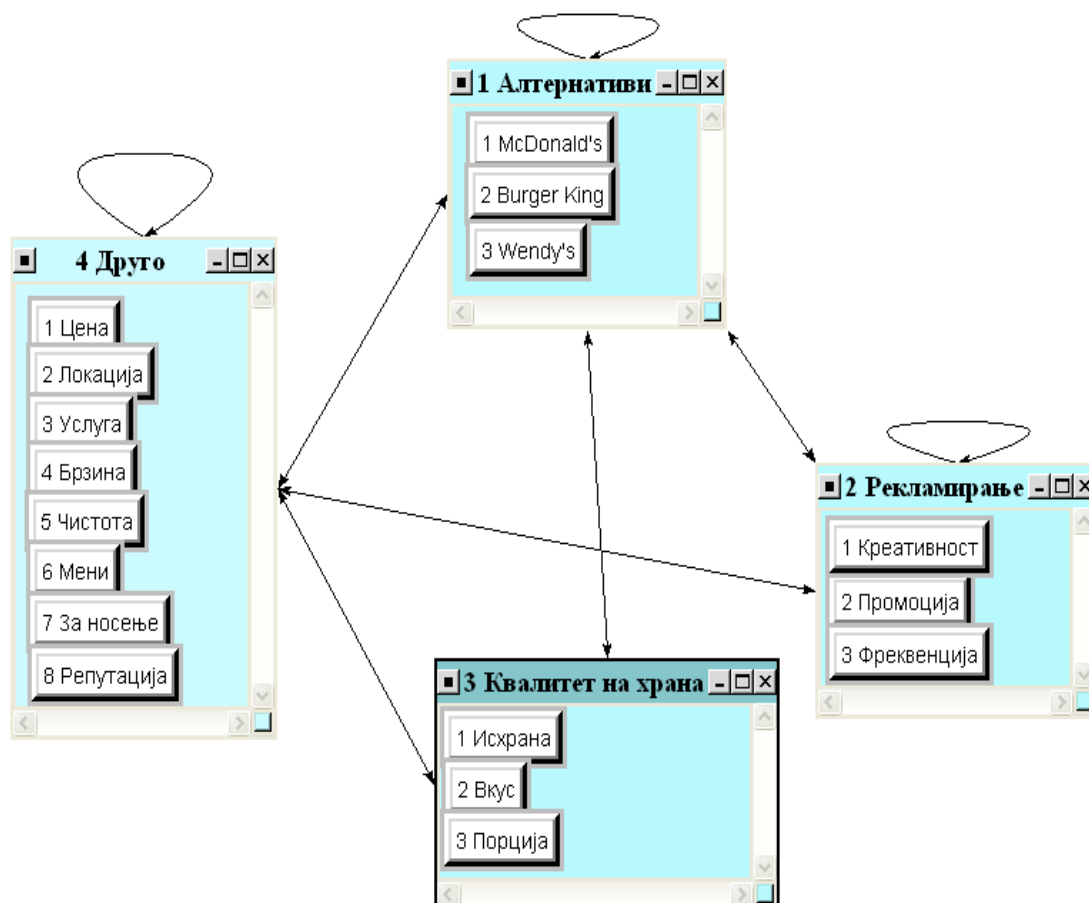 1 Алтернативи
1 McDonald's
2 Burger King
3 Wendy's
4 Друго
1 Цена
2 Локација
3 Услуга
4 Брзина
5 Чистота
6 Мени
7 За носење
8 Репутација
2 Рекламирање
1 Креативност
2 Промоција
3 Фреквенција
3 Квалитет на храна
1 Исхрана
2 Вкус
3 Порција